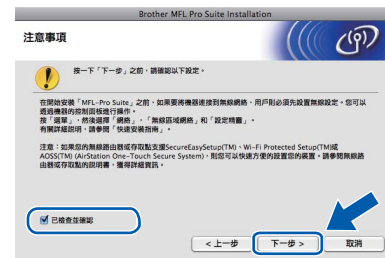 Brother MFL Pro Suite Installation
注意事項
按一下「下一步」之前，請確認以下設定。
在開始安裝「MFL-Pro Suite」之前，如果要將機器連接到無線網絡，用戶則必須先設置無線設定。您可以
透過機器的控制面板進行操作。
按「選單」，然後選擇「網絡」、「無線區域網絡」和「設定精靈」。
有關詳細說明，請參閱「快速安裝指南」。
注意：如果您的無線路由器或存取點支援SecureEasySetup(TM)、Wi-Fi Protected Setup(TM)或
AOSS(TM) (AirStation One-Touch Secure System)，則您可以快速方便的設置您的裝置。請參閱無線路
由器或存取點的說明書，獲得詳細資訊。
已檢查並確認
< 上一步
下一步 >
取消